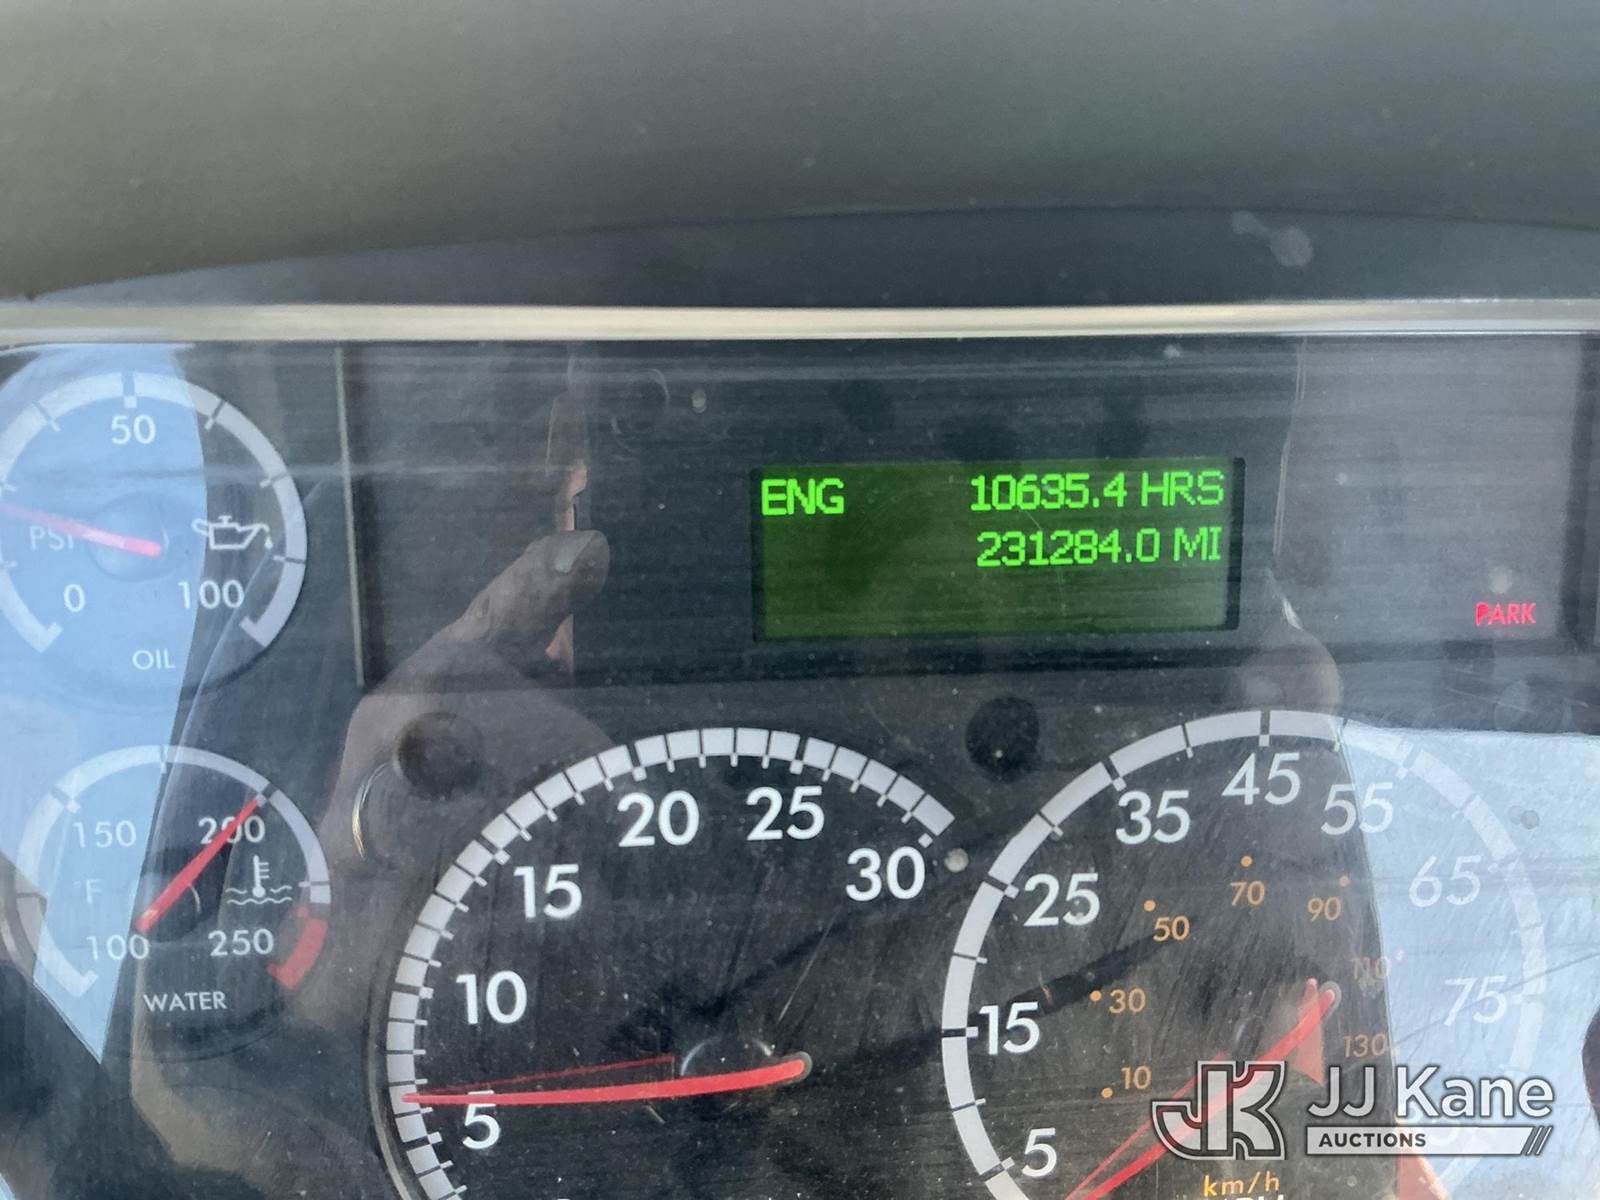 50
PSI
0 100
OIL
ENG 10635.4 HRS
231284.0 MI
PARK
150 200
°F
100 250
WATER
5 10 15 20 25 30
5 15 25 35 45 55 65 75
10 30 50 70 90 110 130
km/h
JJ Kane
AUCTIONS